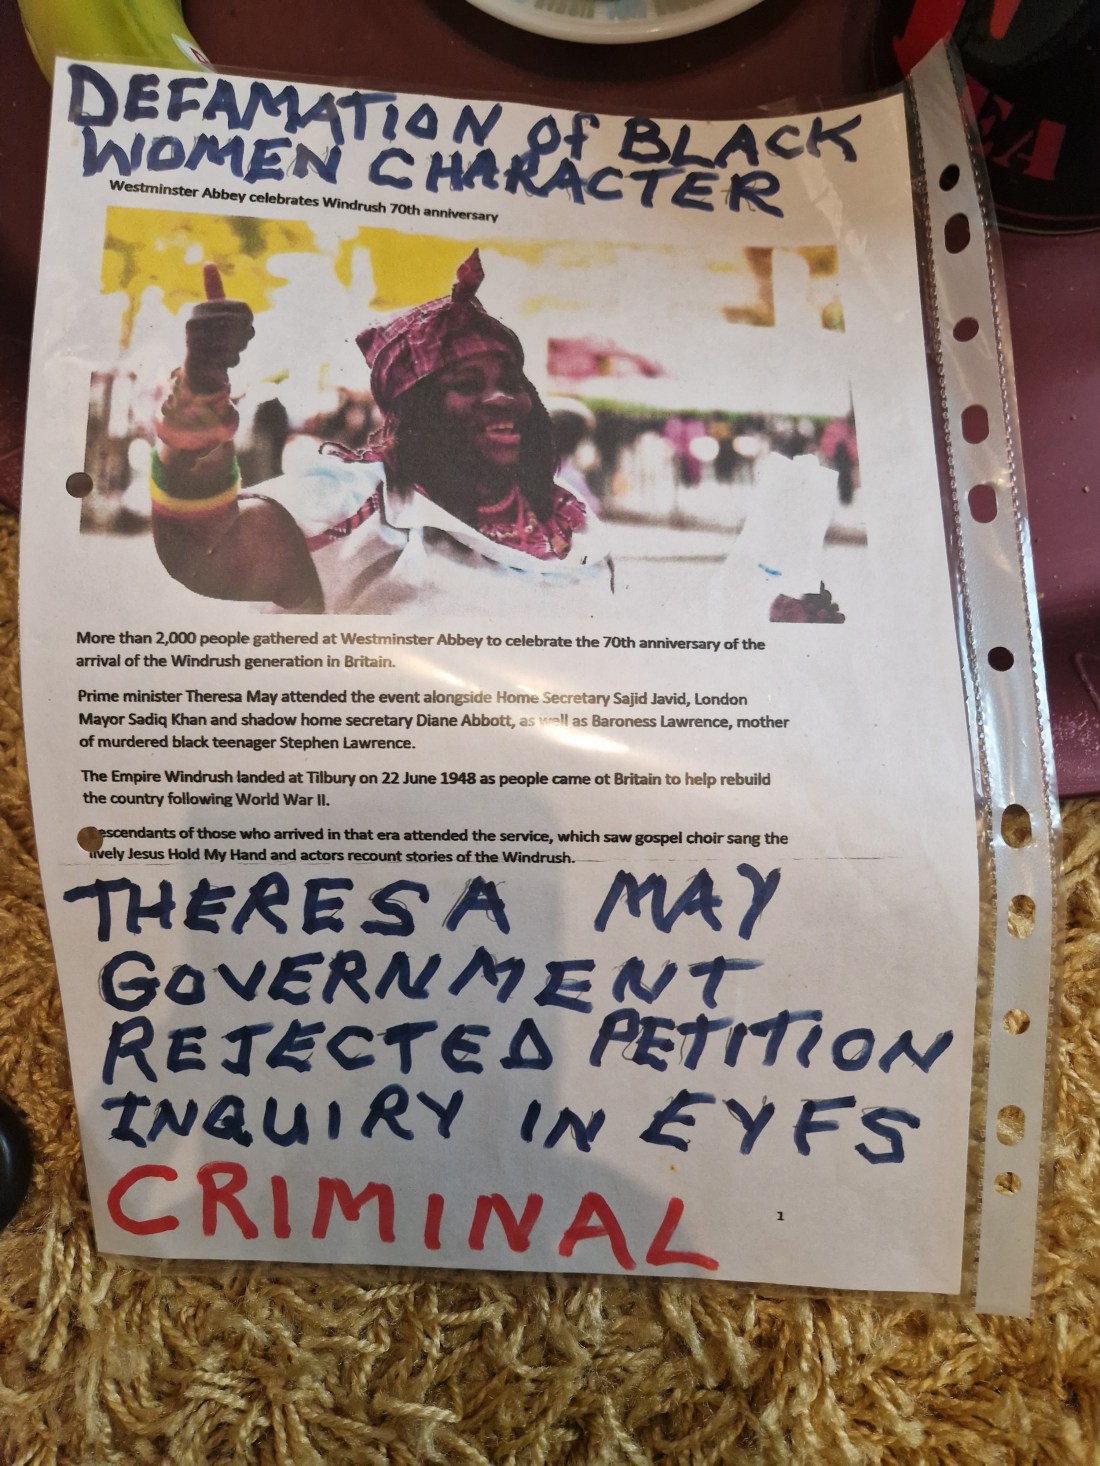 DEFAMATION of BLACK
WOMEN CHARACTER
Westminster Abbey celebrates Windrush 70th anniversary
More than 2,000 people gathered at Westminster Abbey to celebrate the 70th anniversary of the
arrival of the Windrush generation in Britain.
Prime minister Theresa May attended the event alongside Home Secretary Sajid Javid, London
Mayor Sadiq Khan and shadow home secretary Diane Abbott, as well as Baroness Lawrence, mother
of murdered black teenager Stephen Lawrence.
The Empire Windrush landed at Tilbury on 22 June 1948 as people came ot Britain to help rebuild
the country following World War II.
escendants of those who arrived in that era attended the service, which saw gospel choir sang the
lively Jesus Hold My Hand and actors recount stories of the Windrush.
THERESA MAY
GOVERNMENT
REJECTED PETITION
INQUIRY IN EYFS
CRIMINAL
1